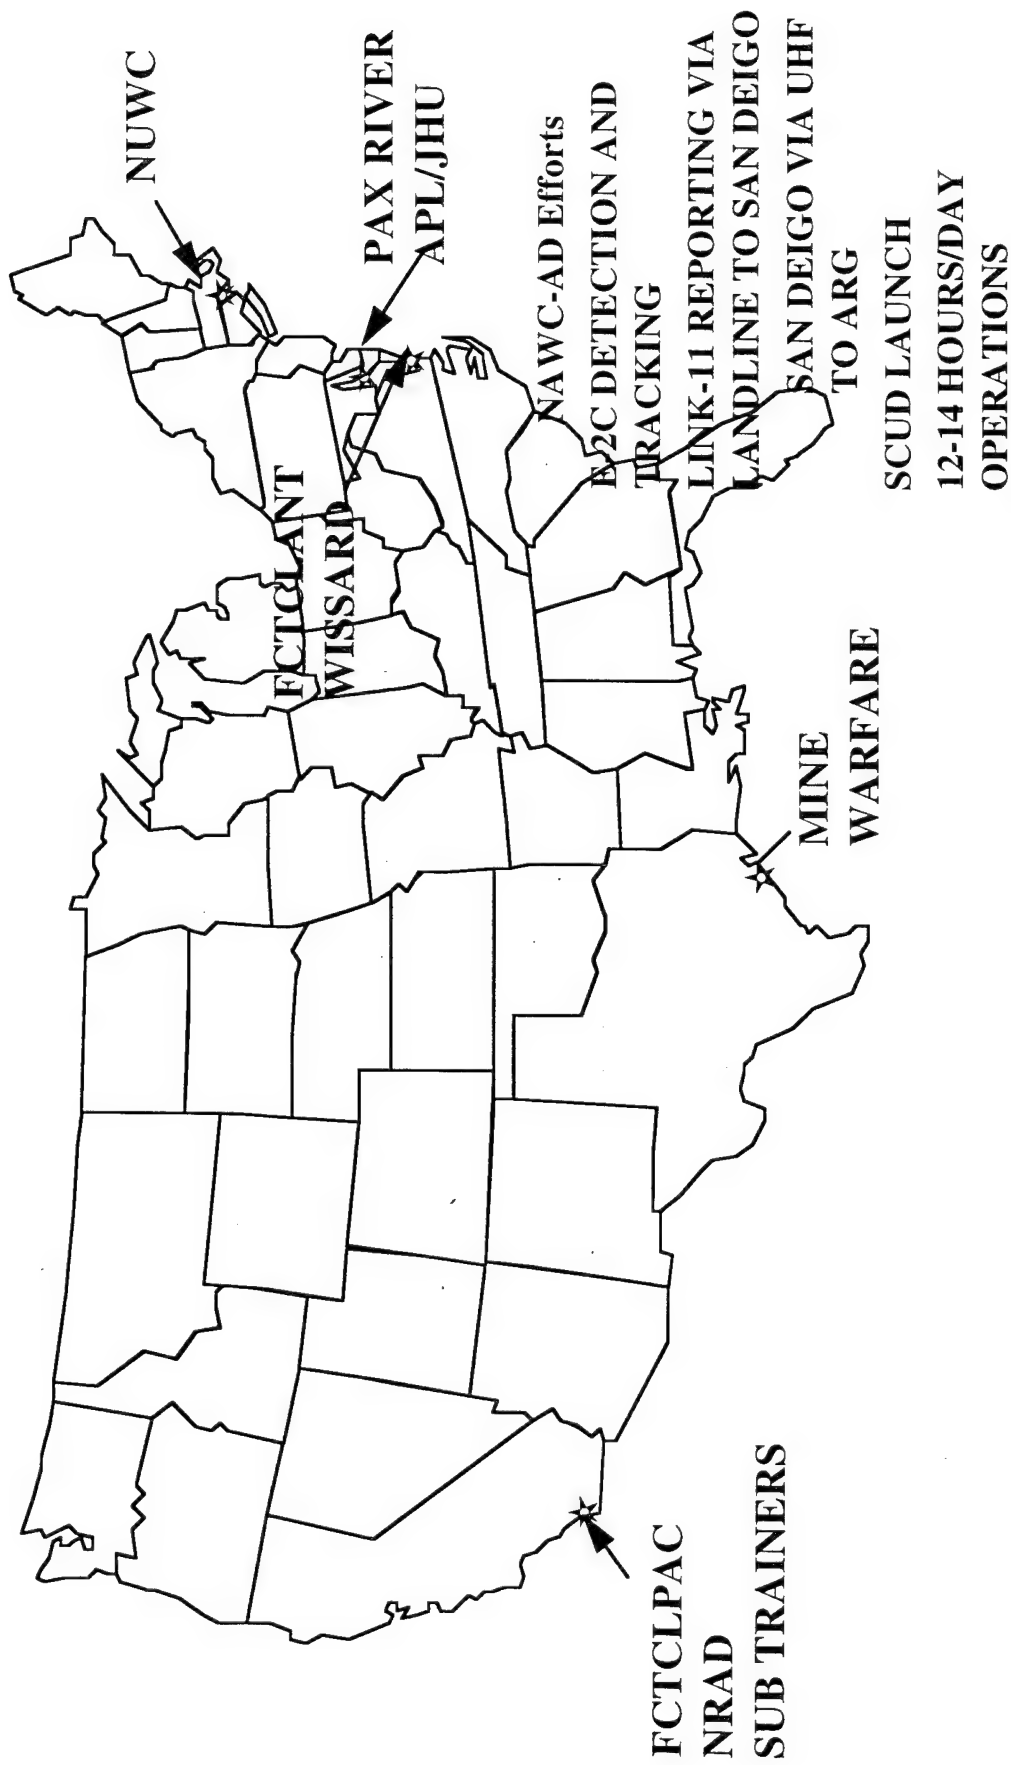 NUWC
PAX RIVER
APL/JHU
FCTCLANT
WISSARD
NAWC-AD Efforts
E-2C DETECTION AND
TRACKING
LINK-11 REPORTING VIA
LANDLINE TO SAN DEIGO
SAN DEIGO VIA UHF
TO ARG
SCUD LAUNCH
12-14 HOURS/DAY
OPERATIONS
MINE
WARFARE
FCTCLPAC
NRAD
SUB TRAINERS